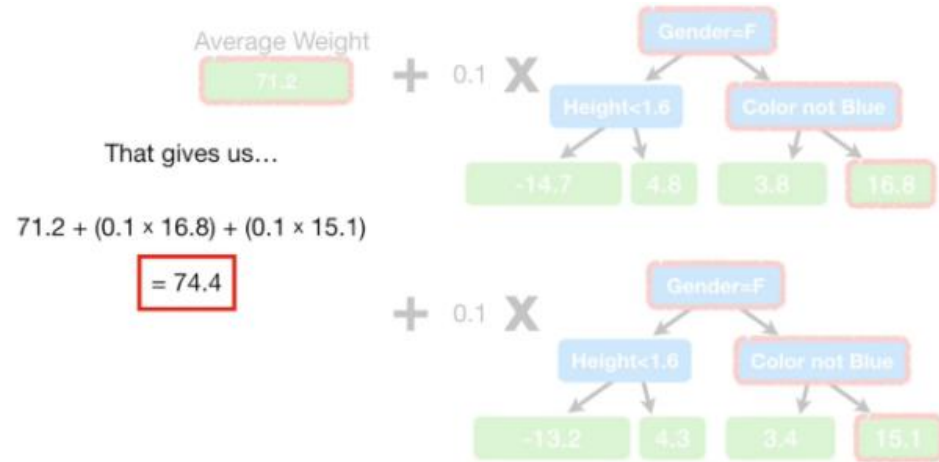 Average Weight
71.2
+ 0.1 X
Gender=F
Height<1.6
Color not Blue
-14.7
4.8
3.8
16.8
That gives us...
71.2 + (0.1 × 16.8) + (0.1 × 15.1)
= 74.4
+ 0.1 X
Gender=F
Height<1.6
Color not Blue
-13.2
4.3
3.4
15.1